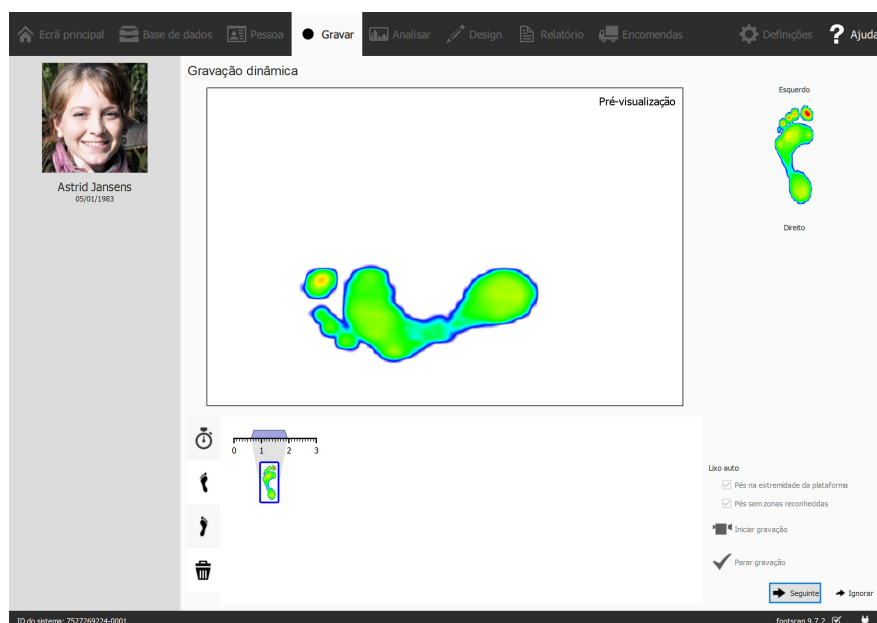 Ecrã principal Base de dados Pessoa Gravar Analisar Design Relatório Encomendas Definições Ajuda
Gravação dinâmica
Astrid Jansens
05/01/1983
Pré-visualização
Esquerdo
Direito
0 1 2 3
Lixo auto
Pés na extremidade da plataforma
Pés sem zonas reconhecidas
Iniciar gravação
Parar gravação
Seguinte Ignorar
ID do sistema: 7527269224-0001 footscan 9.7.2